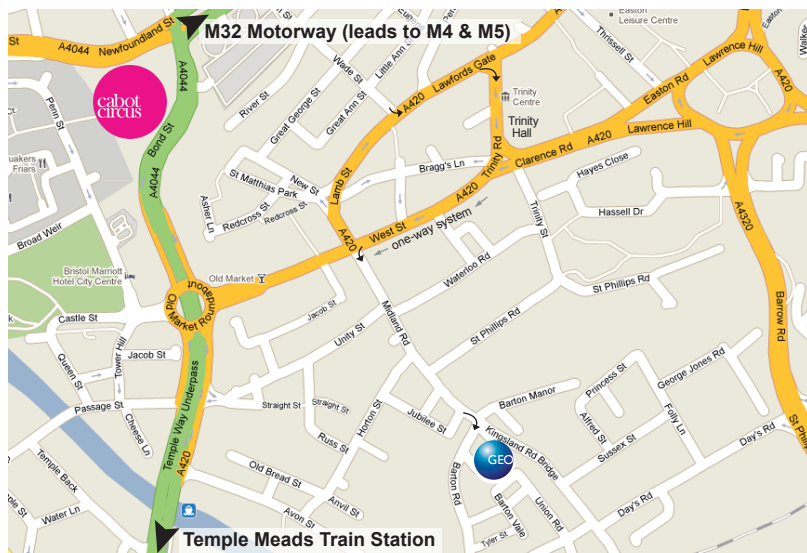 M32 Motorway (leads to M4 & M5)
A4044
Newfoundland St
A4044
cabot
circus
Bond St
A4044
Penn St
Friars
Broad Weir
Bristol Marriott
Hotel City Centre
Castle St
Queen St
Tower Hill
Jacob St
Passage St
Cheese Ln
Temple Back
Water Ln
Old Market Roundabout
Temple Way Underpass
A420
Temple Meads Train Station
Wade St
Little Ann St
River St
Great George St
Great Ann St
A420
Lawfords Gate
Lamb St
Bragg's Ln
New St
St Matthias Park
Redcross St
Redcross St
Asher Ln
Old Market
A420
West St
one-way system
A420
Trinity Rd
Trinity
Centre
Trinity
Hall
Clarence Rd
A420
Easton Rd
Lawrence Hill
Lawrence Hill
Easton
Leisure Centre
Thrissell St
Hayes Close
Hassell Dr
Trinity St
A4320
Barrow Rd
St Phillips Rd
St Phillips Rd
Waterloo Rd
Jacob St
Unity St
Midland Rd
Straight St
Straight St
Horton St
Russ St
Jubilee St
Old Bread St
Anvil St
Avon St
Barton Manor
Kingsland Rd Bridge
GEO
Barton Rd
Barton Vale
Tyler St
Union Rd
Princess St
Alfred St
Sussex St
Folly Ln
George Jones Rd
Day's Rd
Day's Rd